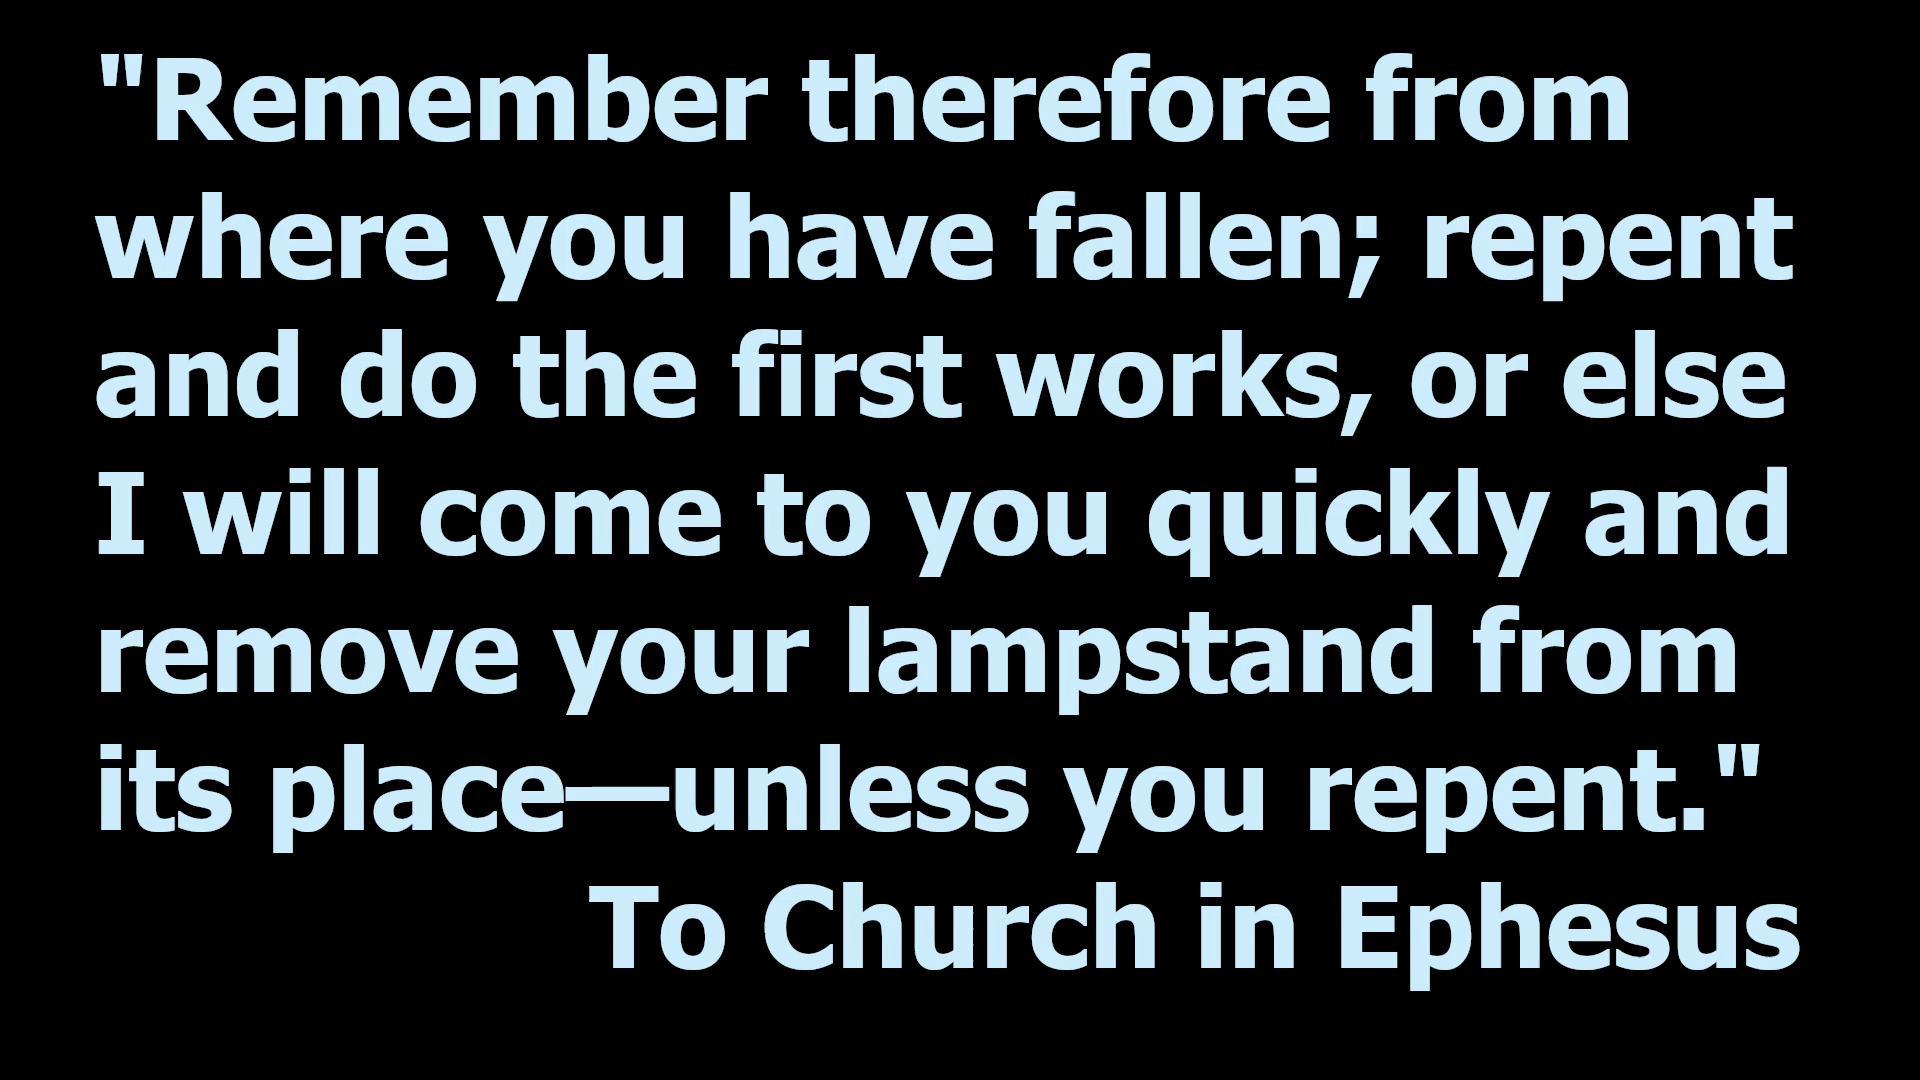 "Remember therefore from
where you have fallen; repent
and do the first works, or else
I will come to you quickly and
remove your lampstand from
its place—unless you repent."
To Church in Ephesus